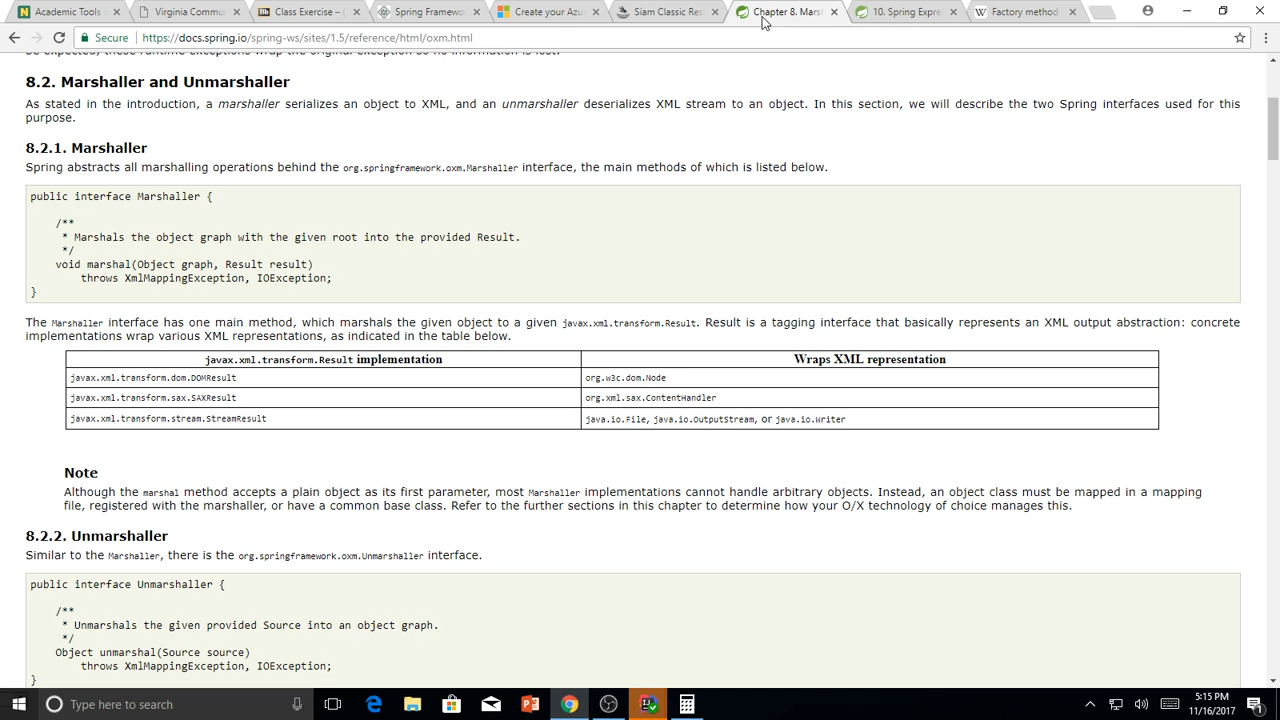 Academic Tools
Virginia Commu
Class Exercise – (
Spring Framewo
Create your Azu
Siam Classic Res
Chapter 8. Mars
10. Spring Expre
Factory method
Secure https://docs.spring.io/spring-ws/sites/1.5/reference/html/oxm.html
be expected, these runtime exceptions wrap the original exception so no information is lost.
8.2. Marshaller and Unmarshaller
As stated in the introduction, a marshaller serializes an object to XML, and an unmarshaller deserializes XML stream to an object. In this section, we will describe the two Spring interfaces used for this
purpose.
8.2.1. Marshaller
Spring abstracts all marshalling operations behind the org.springframework.oxm.Marshaller interface, the main methods of which is listed below.
public interface Marshaller {
/**
* Marshals the object graph with the given root into the provided Result.
*/
void marshal(Object graph, Result result)
throws XmlMappingException, IOException;
}
The Marshaller interface has one main method, which marshals the given object to a given javax.xml.transform.Result. Result is a tagging interface that basically represents an XML output abstraction: concrete
implementations wrap various XML representations, as indicated in the table below.
javax.xml.transform.Result implementation Wraps XML representation
javax.xml.transform.dom.DOMResult org.w3c.dom.Node
javax.xml.transform.sax.SAXResult org.xml.sax.ContentHandler
javax.xml.transform.stream.StreamResult java.io.File, java.io.OutputStream, or java.io.Writer
Note
Although the marshal method accepts a plain object as its first parameter, most Marshaller implementations cannot handle arbitrary objects. Instead, an object class must be mapped in a mapping
file, registered with the marshaller, or have a common base class. Refer to the further sections in this chapter to determine how your O/X technology of choice manages this.
8.2.2. Unmarshaller
Similar to the Marshaller, there is the org.springframework.oxm.Unmarshaller interface.
public interface Unmarshaller {
/**
* Unmarshals the given provided Source into an object graph.
*/
Object unmarshal(Source source)
throws XmlMappingException, IOException;
}
Type here to search
5:15 PM
11/16/2017